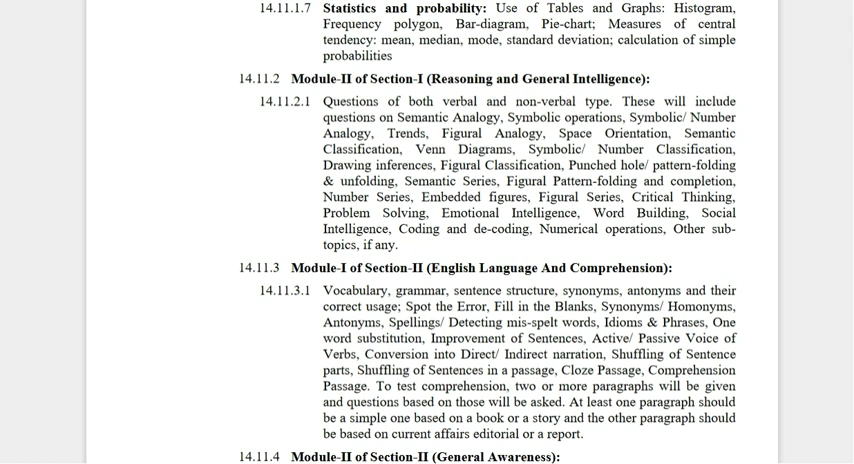 14.11.1.7 Statistics and probability: Use of Tables and Graphs: Histogram,
Frequency polygon, Bar-diagram, Pie-chart; Measures of central
tendency: mean, median, mode, standard deviation; calculation of simple
probabilities
14.11.2 Module-II of Section-I (Reasoning and General Intelligence):
14.11.2.1 Questions of both verbal and non-verbal type. These will include
questions on Semantic Analogy, Symbolic operations, Symbolic/ Number
Analogy, Trends, Figural Analogy, Space Orientation, Semantic
Classification, Venn Diagrams, Symbolic/ Number Classification,
Drawing inferences, Figural Classification, Punched hole/ pattern-folding
& unfolding, Semantic Series, Figural Pattern-folding and completion,
Number Series, Embedded figures, Figural Series, Critical Thinking,
Problem Solving, Emotional Intelligence, Word Building, Social
Intelligence, Coding and de-coding, Numerical operations, Other sub-
topics, if any.
14.11.3 Module-I of Section-II (English Language And Comprehension):
14.11.3.1 Vocabulary, grammar, sentence structure, synonyms, antonyms and their
correct usage; Spot the Error, Fill in the Blanks, Synonyms/ Homonyms,
Antonyms, Spellings/ Detecting mis-spelt words, Idioms & Phrases, One
word substitution, Improvement of Sentences, Active/ Passive Voice of
Verbs, Conversion into Direct/ Indirect narration, Shuffling of Sentence
parts, Shuffling of Sentences in a passage, Cloze Passage, Comprehension
Passage. To test comprehension, two or more paragraphs will be given
and questions based on those will be asked. At least one paragraph should
be a simple one based on a book or a story and the other paragraph should
be based on current affairs editorial or a report.
14.11.4 Module-II of Section-II (General Awareness):